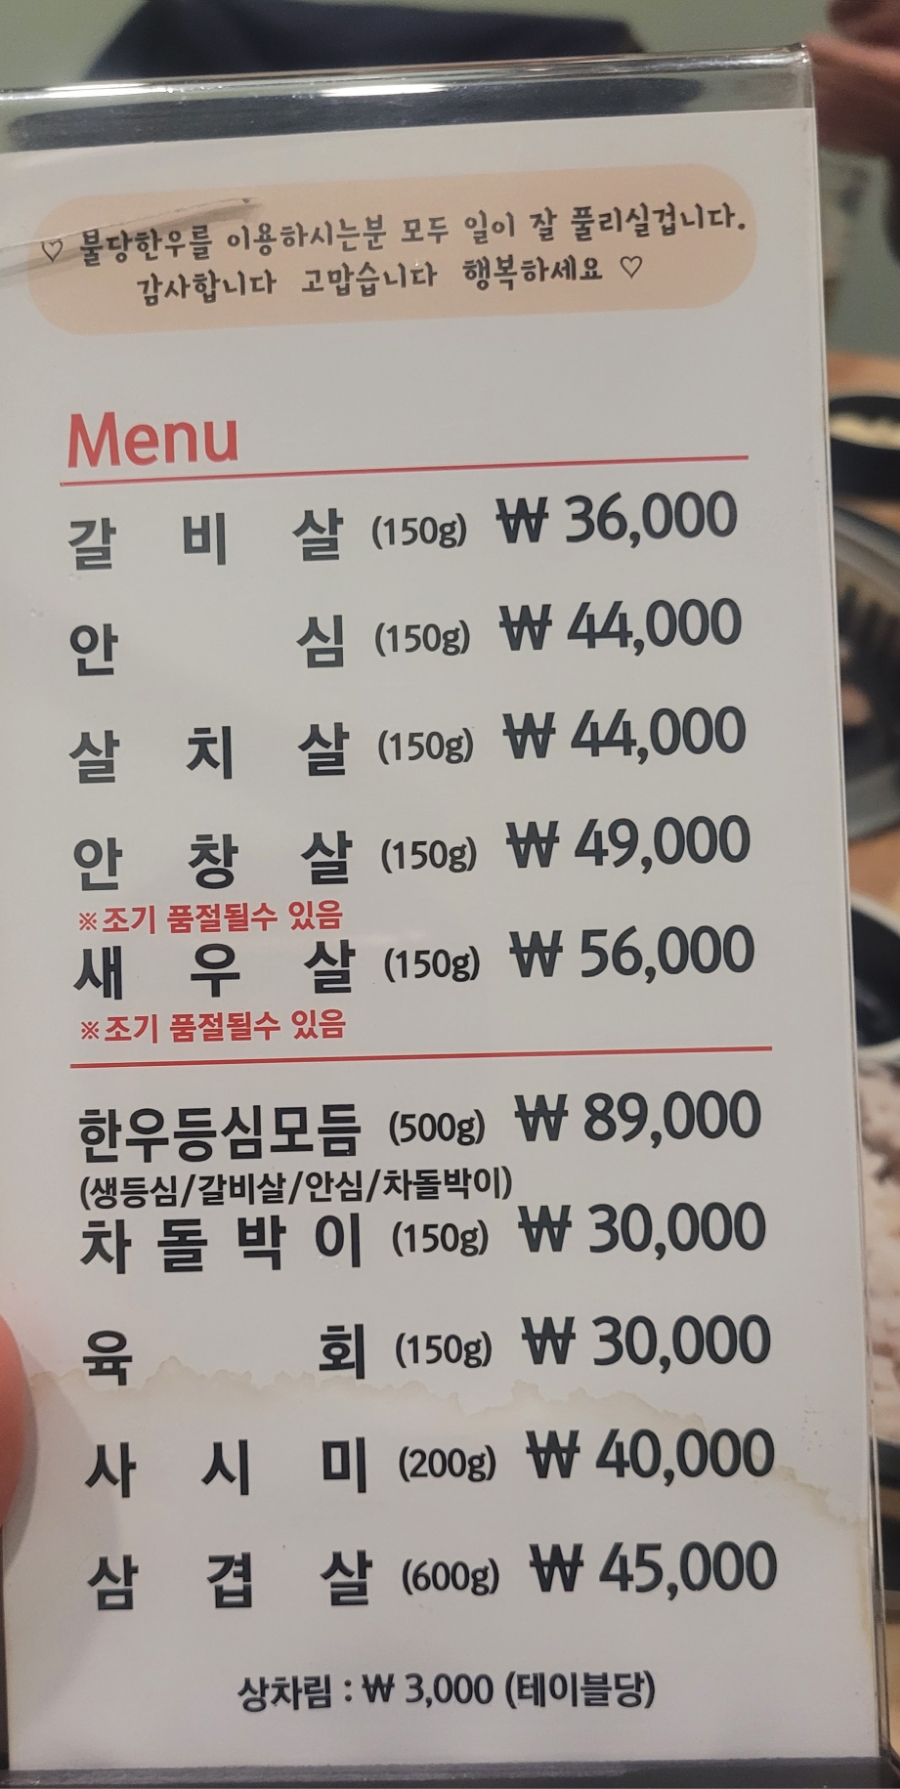 ♡ 불당한우를 이용하시는분 모두 일이 잘 풀리실겁니다.
감사합니다 고맙습니다 행복하세요 ♡
Menu
갈 비 살 (150g) ₩ 36,000
안 심 (150g) ₩ 44,000
살 치 살 (150g) ₩ 44,000
안 창 살 (150g) ₩ 49,000
※조기 품절될수 있음
새 우 살 (150g) ₩ 56,000
※조기 품절될수 있음
한우등심모듬 (500g) ₩ 89,000
(생등심/갈비살/안심/차돌박이)
차 돌 박 이 (150g) ₩ 30,000
육 회 (150g) ₩ 30,000
사 시 미 (200g) ₩ 40,000
삼 겹 살 (600g) ₩ 45,000
상차림 : ₩ 3,000 (테이블당)